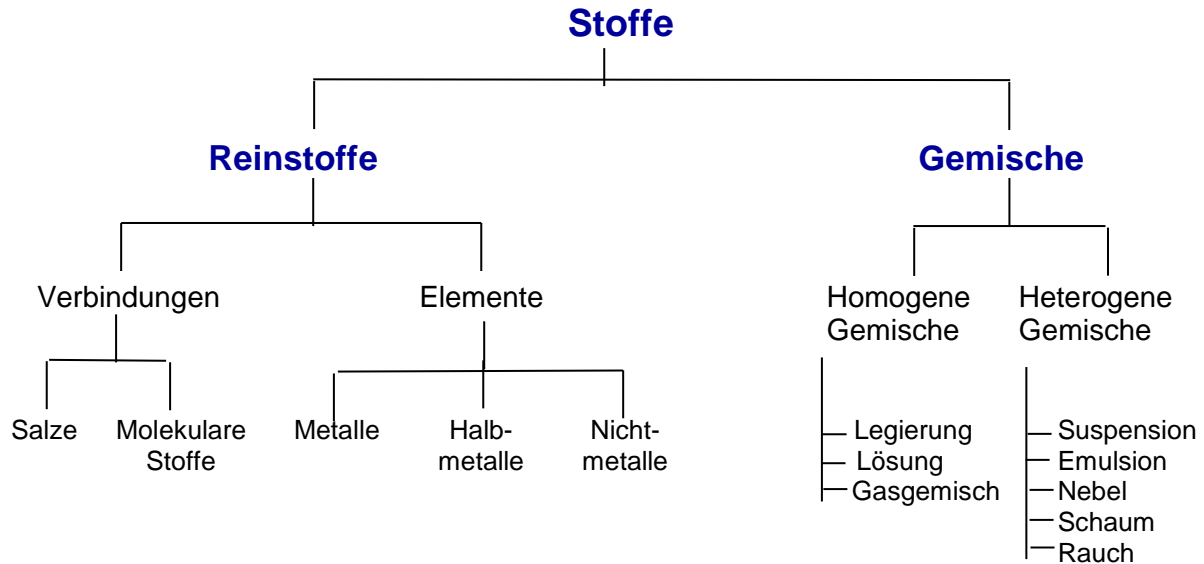 Stoffe
Reinstoffe
Gemische
Verbindungen
Elemente
Homogene
Gemische
Heterogene
Gemische
Salze
Molekulare
Stoffe
Metalle
Halb-
metalle
Nicht-
metalle
Legierung
Lösung
Gasgemisch
Suspension
Emulsion
Nebel
Schaum
Rauch